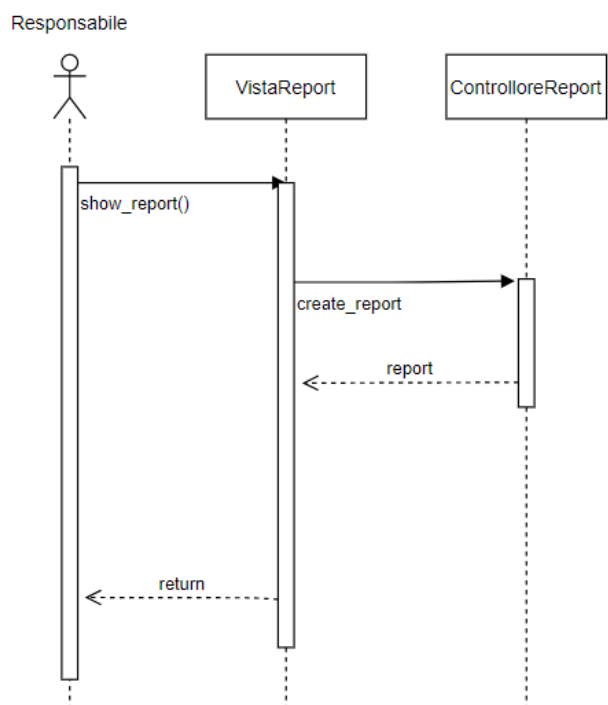 Responsabile
VistaReport
ControlloreReport
show_report()
create_report
report
return